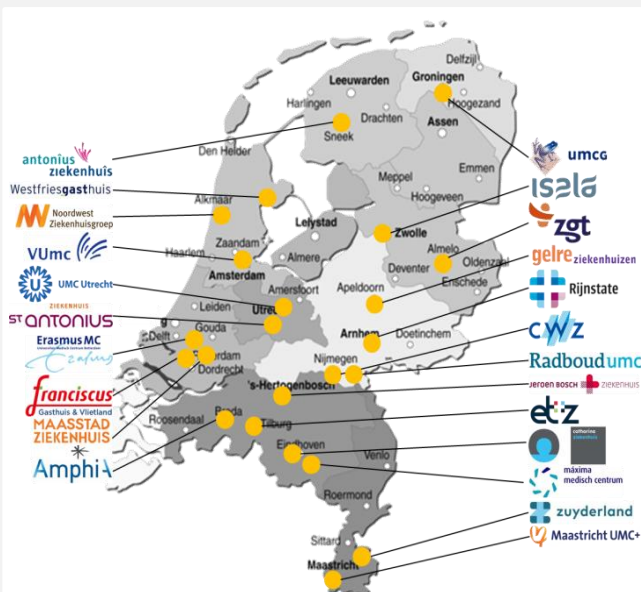 antonius
ziekenhuis
Westfriesgasthuis
Noordwest
Ziekenhuisgroep
VUmc
UMC Utrecht
ZIEKENHUIS
ST antonius
Erasmus MC
Erasmus
franciscus
Gasthuis & Vlietland
MAASSTAD
ZIEKENHUIS
Amphia
Delfzijl
Groningen
Leeuwarden
Harlingen
Hoogezand
Drachten
Assen
Sneek
Den Helder
Emmen
Meppel
Hoogeveen
Alkmaar
Lelystad
Zwolle
Zaandam
Haarlem
Almere
Almelo
Oldenzaal
Amsterdam
Deventer
Enschede
Amersfoort
Apeldoorn
Leiden
Utre
g
Gouda
Arnhem
Doetinchem
Delft
rdam
Nijmegen
Dordrecht
's-Hertogenbosch
Roosendaal
Breda
Tilburg
Eindhoven
Venlo
Roermond
Sittard
Maastricht
umcg
isala
zgt
gelre ziekenhuizen
Rijnstate
CWZ
Radboudumc
JEROEN BOSCH ziekenhuis
etz
catharina
ziekenhuis
máxima
medisch centrum
zuyderland
Maastricht UMC+